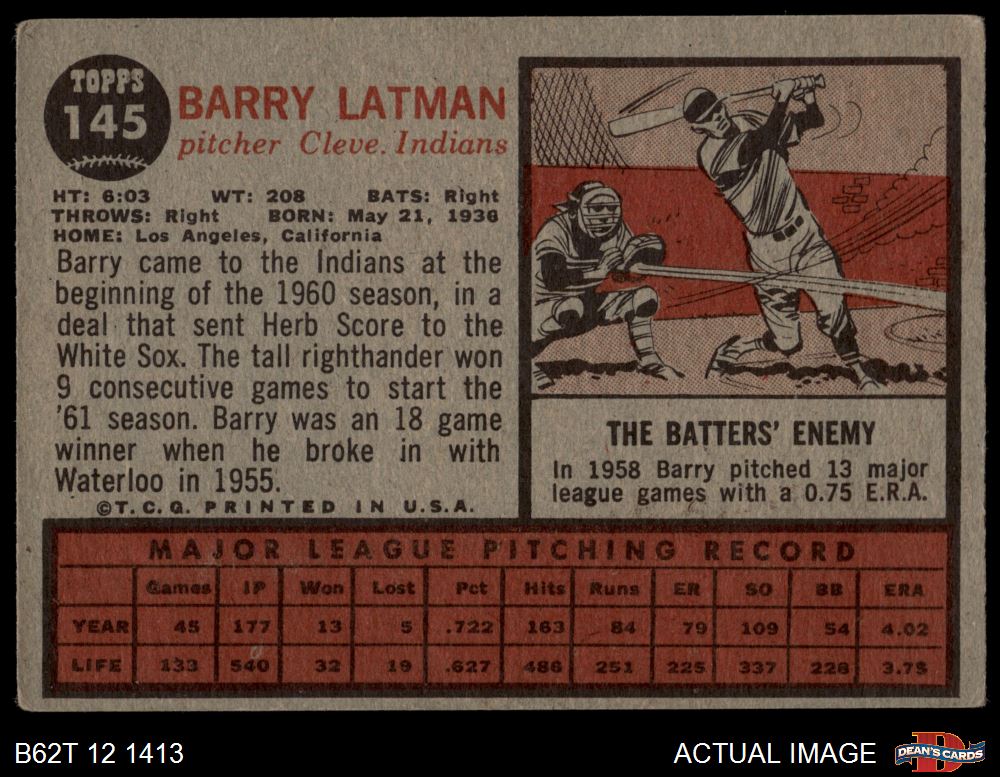 TOPPS
145
BARRY LATMAN
pitcher Cleve. Indians
HT: 6:03 WT: 208 BATS: Right
THROWS: Right BORN: May 21, 1936
HOME: Los Angeles, California
Barry came to the Indians at the
beginning of the 1960 season, in a
deal that sent Herb Score to the
White Sox. The tall righthander won
9 consecutive games to start the
'61 season. Barry was an 18 game
winner when he broke in with
Waterloo in 1955.
©T.C.G. PRINTED IN U.S.A.
THE BATTERS' ENEMY
In 1958 Barry pitched 13 major
league games with a 0.75 E.R.A.
MAJOR LEAGUE PITCHING RECORD
Games IP Won Lost Pct Hits Runs ER SO BB ERA
YEAR 45 177 13 5 .722 163 84 79 109 54 4.02
LIFE 133 540 32 19 .627 486 251 225 337 228 3.75
B62T 12 1413
ACTUAL IMAGE
D
DEAN'S CARDS